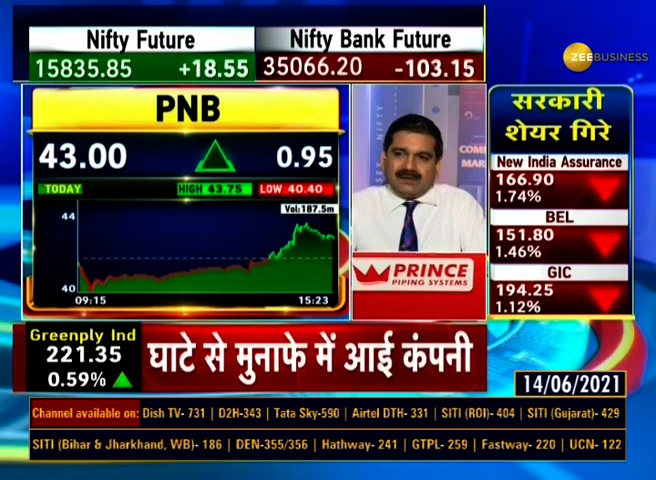 Nifty Future
15835.85 +18.55
Nifty Bank Future
35066.20 -103.15
ZEEBUSINESS
PNB
43.00 0.95
TODAY HIGH 43.75 LOW 40.40
Vol:187.5m
44
40
09:15 15:23
COM
MAR
PRINCE
PIPING SYSTEMS
सरकारी
शेयर गिरे
New India Assurance
166.90
1.74%
BEL
151.80
1.46%
GIC
194.25
1.12%
Greenply Ind
221.35
0.59%
घाटे से मुनाफे में आई कंपनी
14/06/2021
Channel available on: Dish TV- 731 | D2H-343 | Tata Sky-590 | Airtel DTH- 331 | SITI (ROI)- 404 | SITI (Gujarat)- 429
SITI (Bihar & Jharkhand, WB)- 186 | DEN-355/356 | Hathway- 241 | GTPL- 259 | Fastway- 220 | UCN- 122